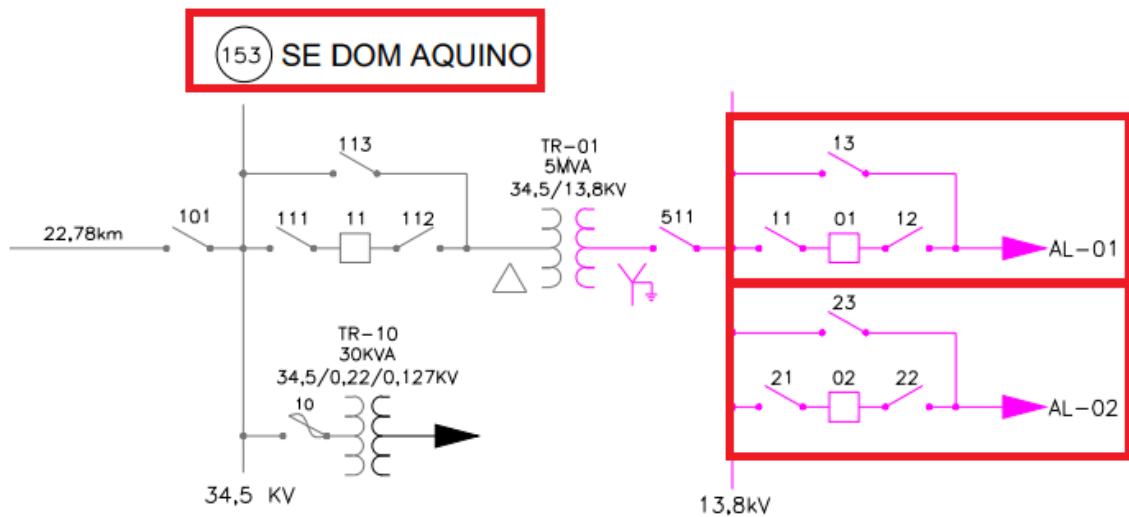 153 SE DOM AQUINO
113
TR-01
5MVA
34,5/13,8KV
13
22,78km
101
111
11
112
511
11
01
12
AL-01
TR-10
30KVA
34,5/0,22/0,127KV
10
23
21
02
22
AL-02
34,5 KV
13,8kV